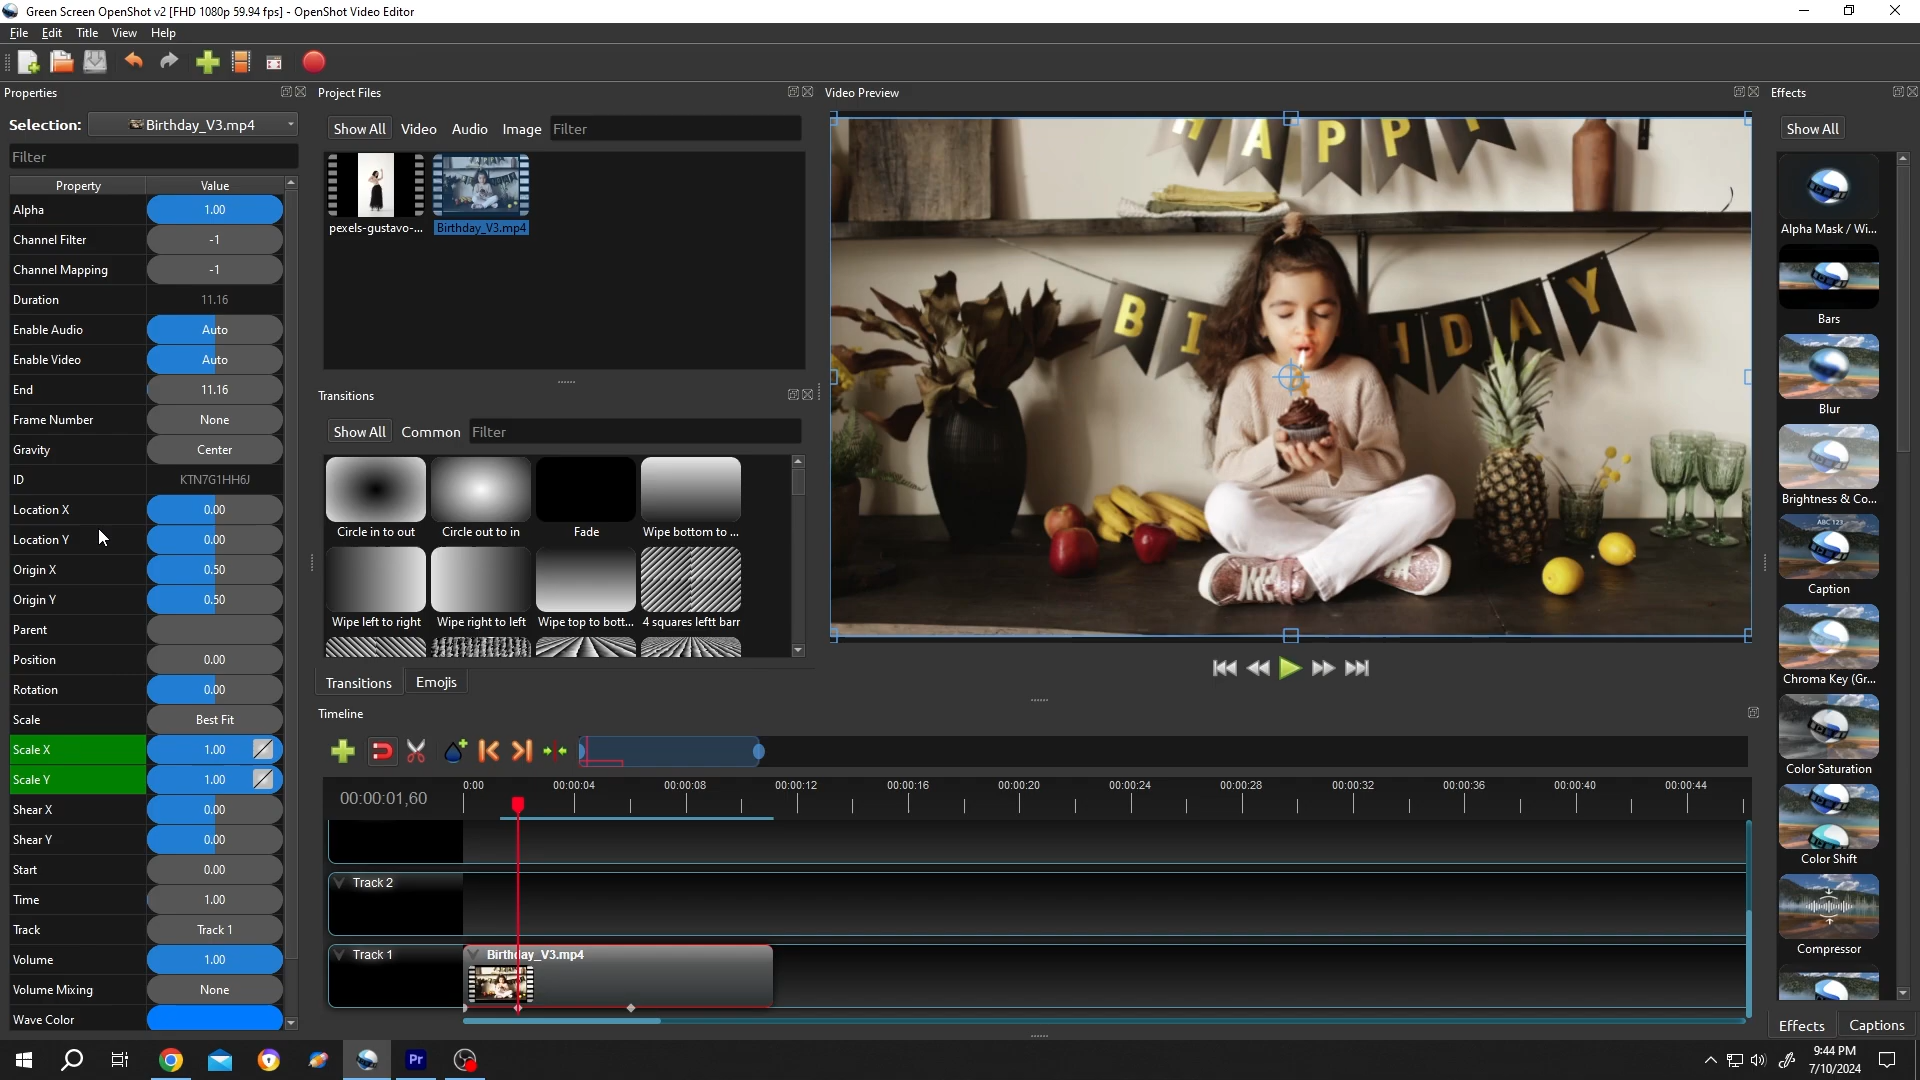 Green Screen OpenShot v2 [FHD 1080p 59.94 fps] - OpenShot Video Editor
File Edit Title View Help
Properties
Selection: Birthday_V3.mp4
Filter
Property Value
Alpha 1.00
Channel Filter -1
Channel Mapping -1
Duration 11.16
Enable Audio Auto
Enable Video Auto
End 11.16
Frame Number None
Gravity Center
ID KTN7G1HH6J
Location X 0.00
Location Y 0.00
Origin X 0.50
Origin Y 0.50
Parent
Position 0.00
Rotation 0.00
Scale Best Fit
Scale X 1.00
Scale Y 1.00
Shear X 0.00
Shear Y 0.00
Start 0.00
Time 1.00
Track Track 1
Volume 1.00
Volume Mixing None
Wave Color
Project Files
Show All Video Audio Image Filter
pexels-gustavo-... Birthday_V3.mp4
Transitions
Show All Common Filter
Circle in to out Circle out to in Fade Wipe bottom to ...
Wipe left to right Wipe right to left Wipe top to bott... 4 squares leftt barr
Transitions Emojis
Video Preview
HAPPY
BI HDAY
Timeline
00:00:01,60
0:00 00:00:04 00:00:08 00:00:12 00:00:16 00:00:20 00:00:24 00:00:28 00:00:32 00:00:36 00:00:40 00:00:44
Track 2
Track 1 Birthday_V3.mp4
Effects
Show All
Alpha Mask / Wi...
Bars
Blur
Brightness & Co...
ABC 123
Caption
Chroma Key (Gr...
Color Saturation
Color Shift
Compressor
Effects Captions
Pr
9:44 PM
7/10/2024